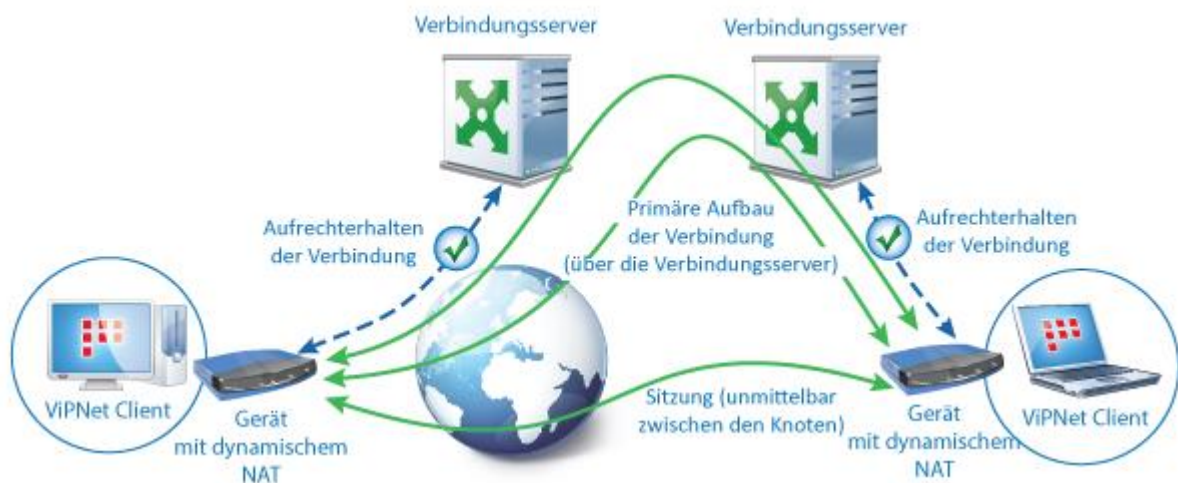 Verbindungsserver
Verbindungsserver
Aufrechterhalten
der Verbindung
Primäre Aufbau
der Verbindung
(über die Verbindungsserver)
Aufrechterhalten
der Verbindung
ViPNet Client
Gerät
mit dynamischem
NAT
Sitzung (unmittelbar
zwischen den Knoten)
Gerät
mit dynamischem
NAT
ViPNet Client